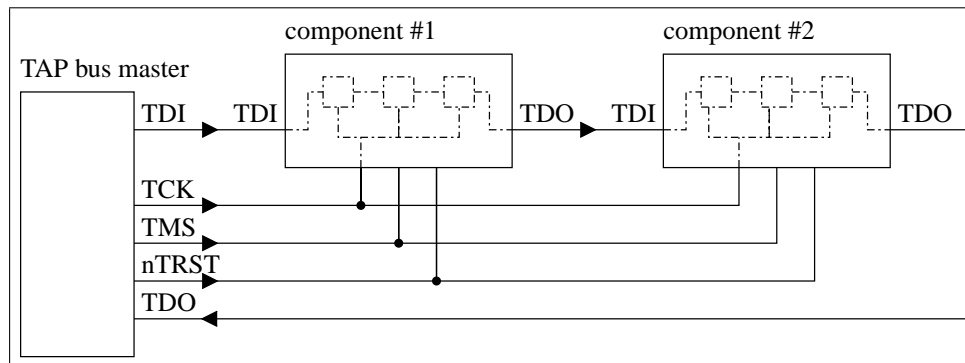 component #1
component #2
TAP bus master
TDI
TDI
TDO
TDI
TDO
TCK
TMS
nTRST
TDO